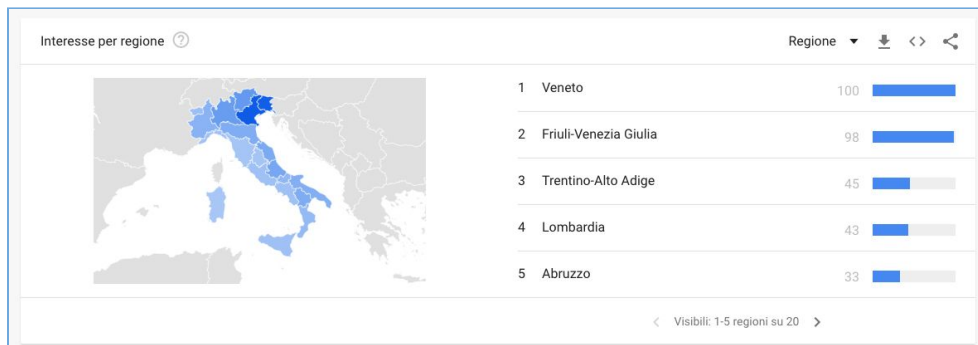 Interesse per regione
Regione
1 Veneto 100
2 Friuli-Venezia Giulia 98
3 Trentino-Alto Adige 45
4 Lombardia 43
5 Abruzzo 33
Visibili: 1-5 regioni su 20